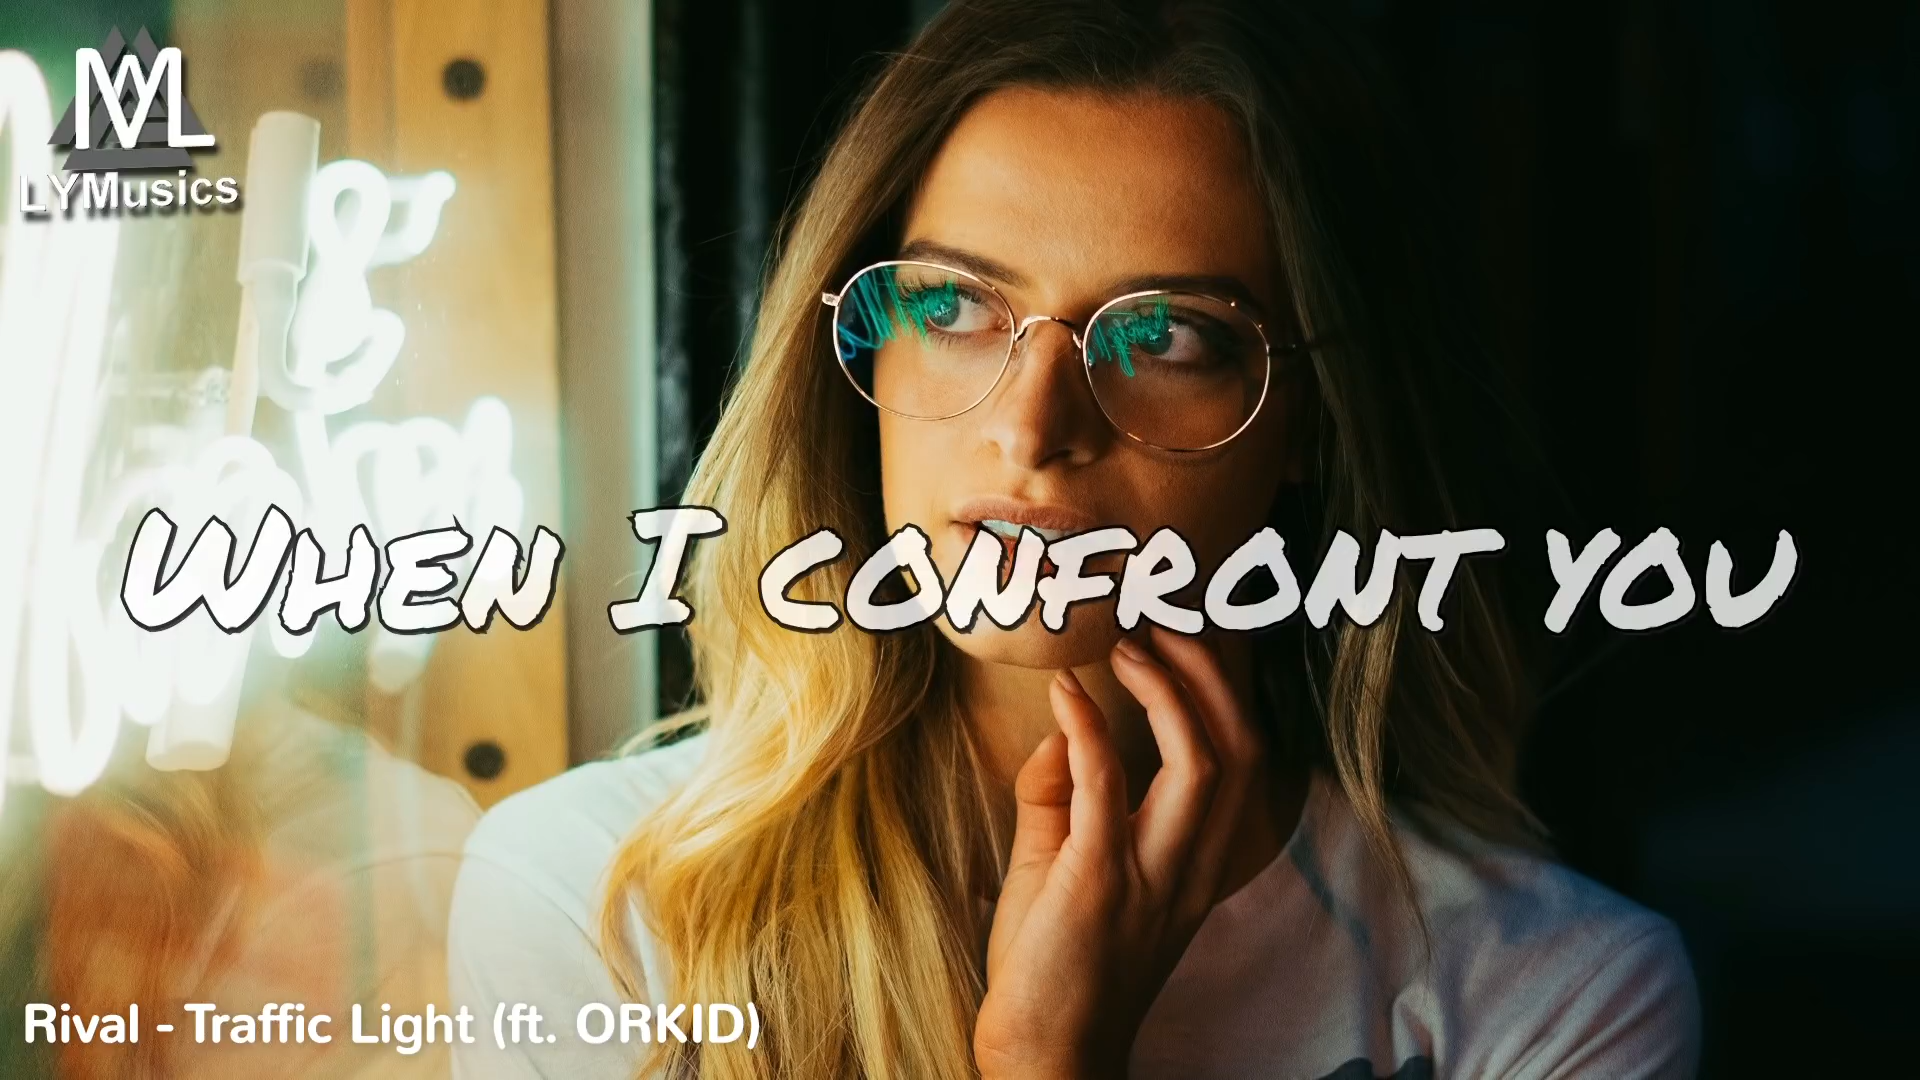 LYMusics
When I confront you
Rival - Traffic Light (ft. ORKID)